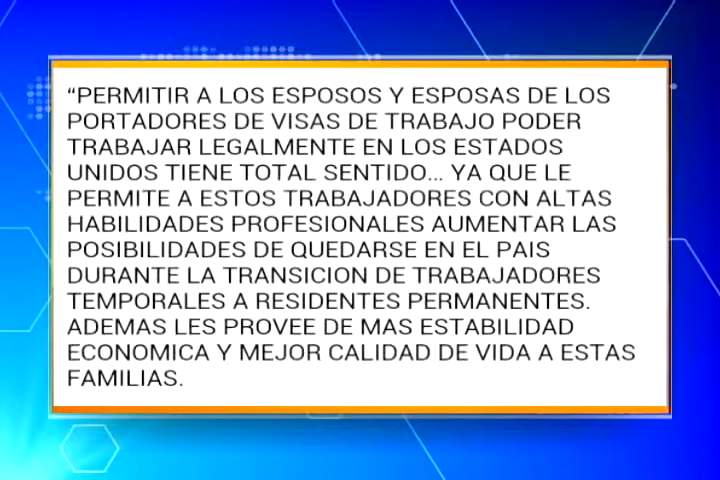 “PERMITIR A LOS ESPOSOS Y ESPOSAS DE LOS
PORTADORES DE VISAS DE TRABAJO PODER
TRABAJAR LEGALMENTE EN LOS ESTADOS
UNIDOS TIENE TOTAL SENTIDO... YA QUE LE
PERMITE A ESTOS TRABAJADORES CON ALTAS
HABILIDADES PROFESIONALES AUMENTAR LAS
POSIBILIDADES DE QUEDARSE EN EL PAIS
DURANTE LA TRANSICION DE TRABAJADORES
TEMPORALES A RESIDENTES PERMANENTES.
ADEMAS LES PROVEE DE MAS ESTABILIDAD
ECONOMICA Y MEJOR CALIDAD DE VIDA A ESTAS
FAMILIAS.